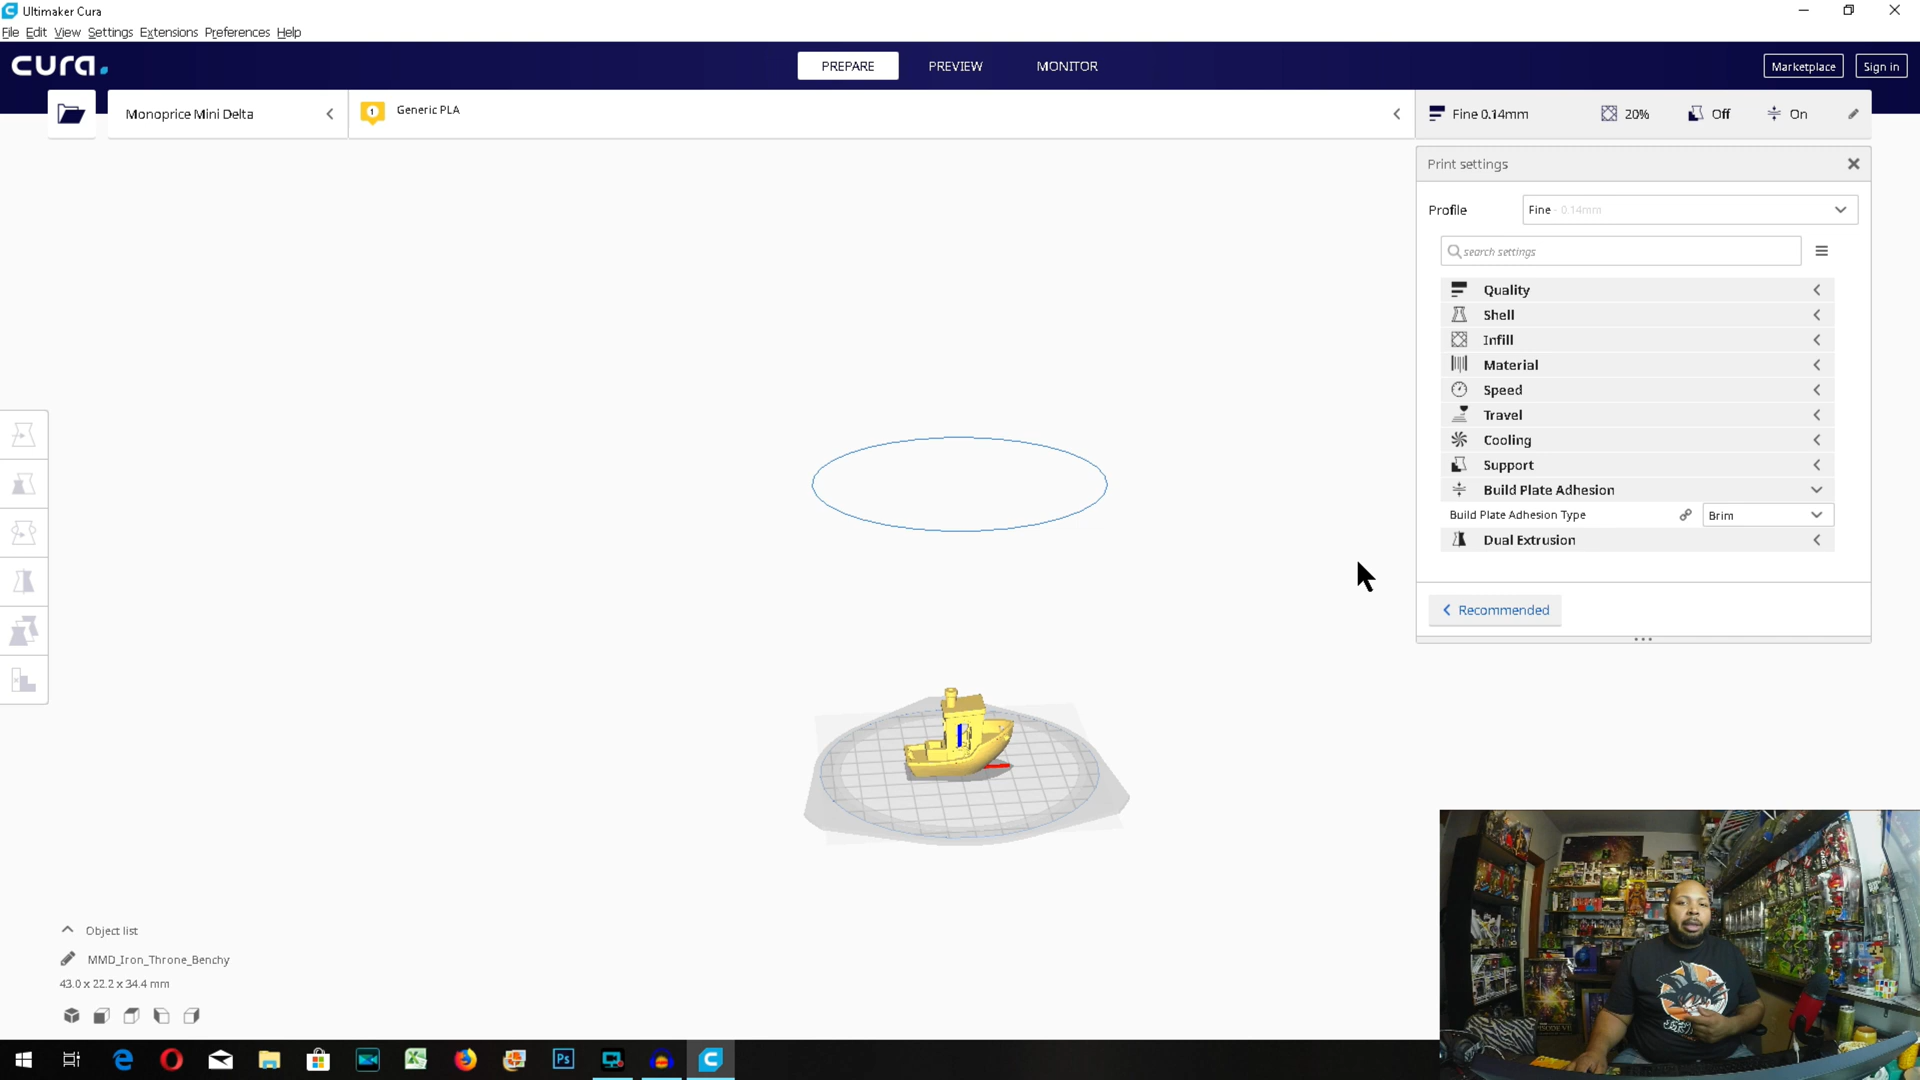 Ultimaker Cura
File Edit View Settings Extensions Preferences Help
cura.
PREPARE
PREVIEW
MONITOR
Marketplace
Sign in
Monoprice Mini Delta
1
Generic PLA
Fine 0.14mm
20%
Off
On
Print settings
Profile
Fine - 0.14mm
search settings
Quality
Shell
Infill
Material
Speed
Travel
Cooling
Support
Build Plate Adhesion
Build Plate Adhesion Type
Brim
Dual Extrusion
Recommended
Object list
MMD_Iron_Throne_Benchy
43.0 x 22.2 x 34.4 mm
Ps